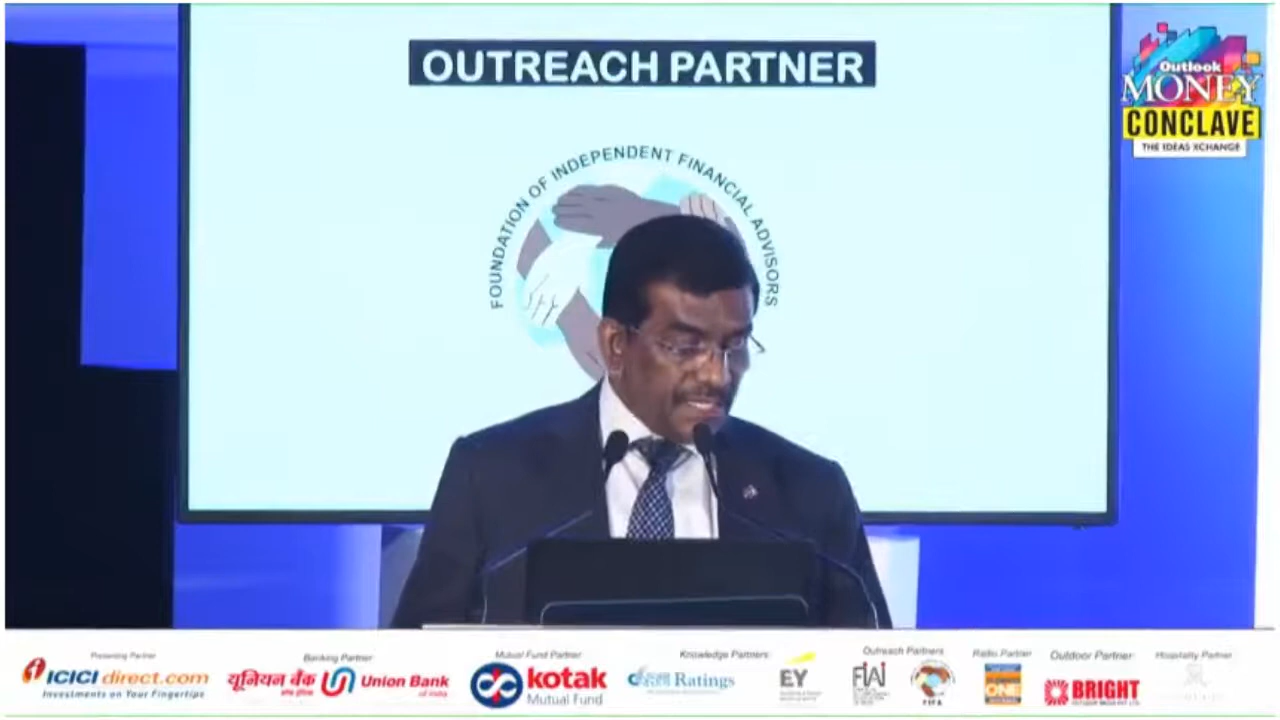 OUTREACH PARTNER
FOUNDATION OF INDEPENDENT FINANCIAL ADVISORS
Outlook
MONEY
CONCLAVE
THE IDEAS XCHANGE
Presenting Partner
ICICI direct.com
Investments on Your Fingertips
Banking Partner
यूनियन बैंक
Union Bank
of India
Mutual Fund Partner
kotak
Mutual Fund
Knowledge Partners
Ratings
EY
Outreach Partners
FIAI
FIFA
Radio Partner
ONE
Outdoor Partner
BRIGHT
Hospitality Partner